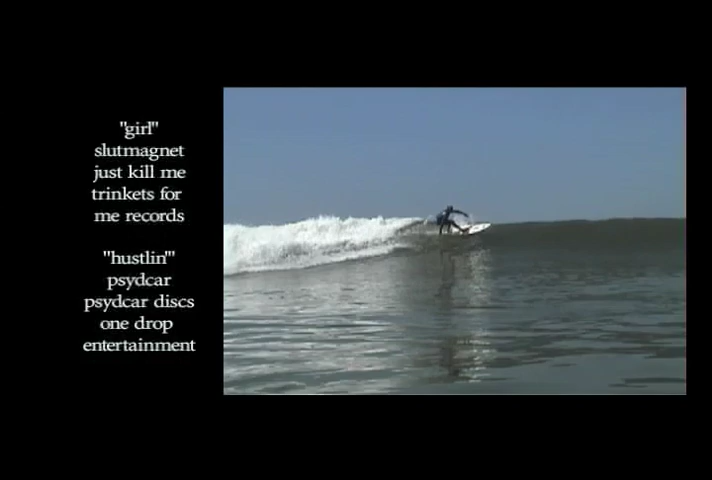 "girl"
slutmagnet
just kill me
trinkets for
me records
"hustlin'"
psydcar
psydcar discs
one drop
entertainment